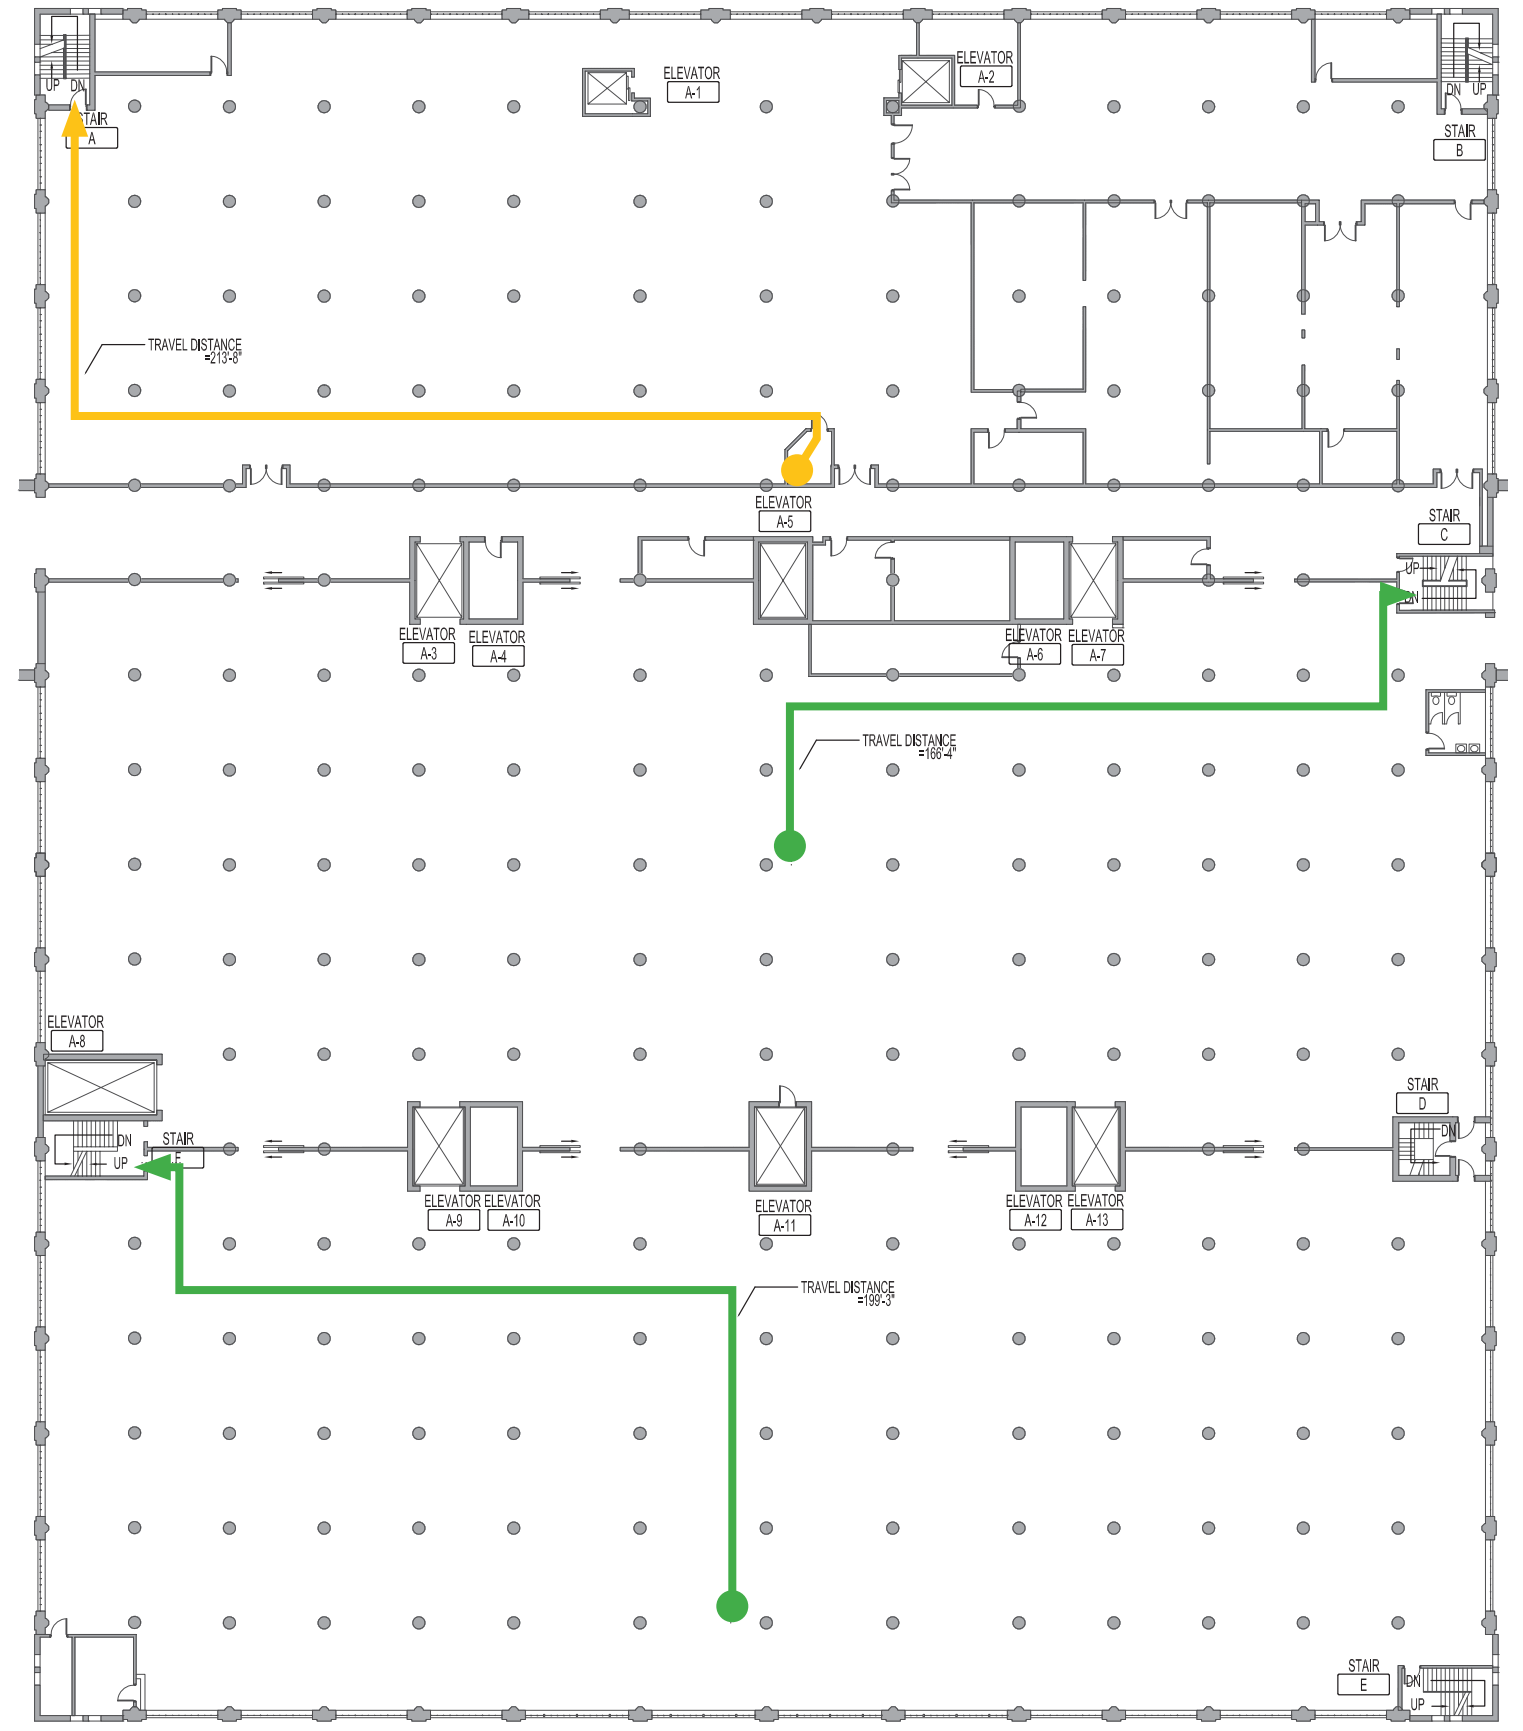 ELEVATOR
A-2
ELEVATOR
A-1
UP DN
DN UP
STAIR
A
STAIR
B
TRAVEL DISTANCE
=213'-8"
ELEVATOR
A-5
STAIR
C
UP
DN
ELEVATOR
A-3
ELEVATOR
A-4
ELEVATOR
A-6
ELEVATOR
A-7
TRAVEL DISTANCE
=166'-4"
ELEVATOR
A-8
STAIR
D
DN
DN
UP
STAIR
ELEVATOR
A-9
ELEVATOR
A-10
ELEVATOR
A-11
ELEVATOR
A-12
ELEVATOR
A-13
TRAVEL DISTANCE
=199'-3"
STAIR
E
DN
UP